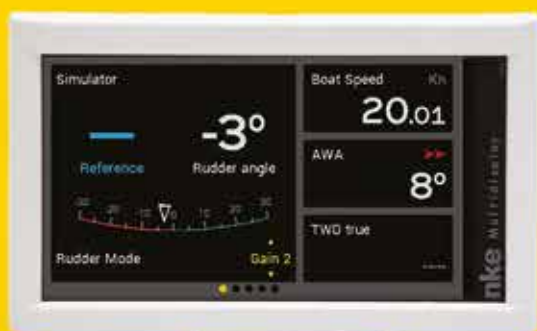 Simulator
-3°
Reference Rudder angle
-30 -20 -10 0 10 20 30
Rudder Mode Gain 2
Boat Speed Kn
20.01
AWA
8°
TWD true
----
nke Multidisplay